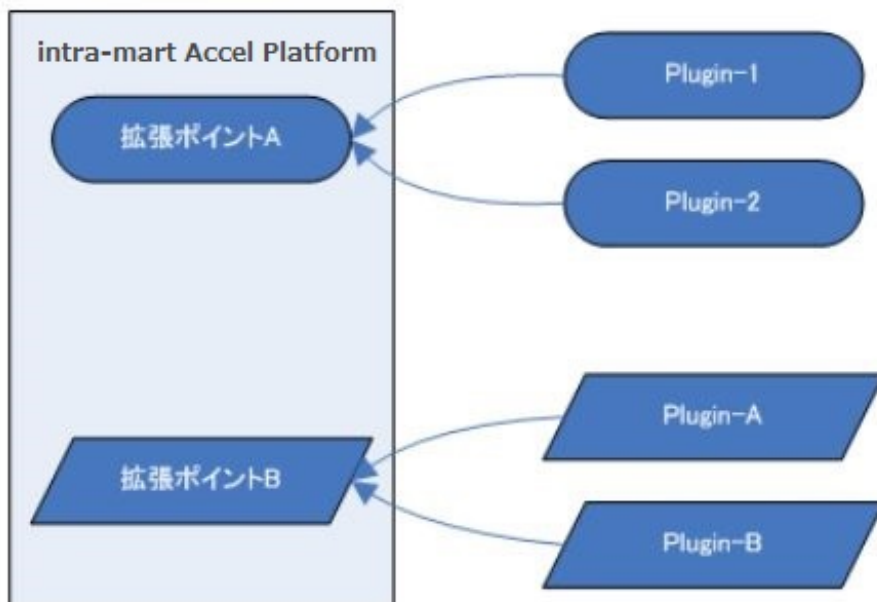 intra-mart Accel Platform
拡張ポイントA
Plugin-1
Plugin-2
拡張ポイントB
Plugin-A
Plugin-B